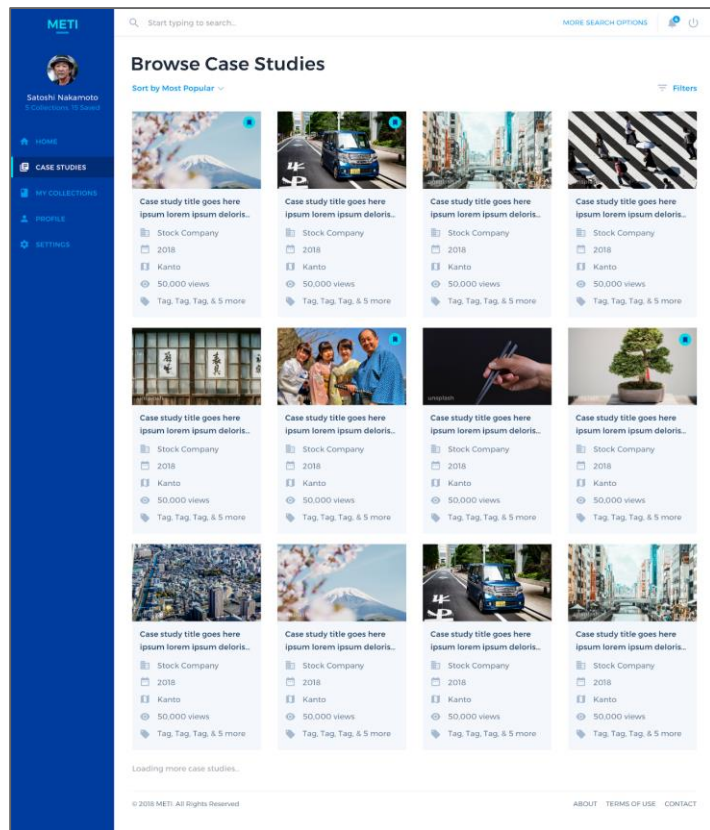 METI
Start typing to search..
MORE SEARCH OPTIONS
Satoshi Nakamoto
5 Collections, 15 Saved
HOME
CASE STUDIES
MY COLLECTIONS
PROFILE
SETTINGS
Browse Case Studies
Sort by Most Popular
Filters
Case study title goes here
ipsum lorem ipsum deloris..
Stock Company
2018
Kanto
50,000 views
Tag, Tag, Tag, & 5 more
Case study title goes here
ipsum lorem ipsum deloris..
Stock Company
2018
Kanto
50,000 views
Tag, Tag, Tag, & 5 more
Case study title goes here
ipsum lorem ipsum deloris..
Stock Company
2018
Kanto
50,000 views
Tag, Tag, Tag, & 5 more
Case study title goes here
ipsum lorem ipsum deloris..
Stock Company
2018
Kanto
50,000 views
Tag, Tag, Tag, & 5 more
unsplash
Case study title goes here
ipsum lorem ipsum deloris..
Stock Company
2018
Kanto
50,000 views
Tag, Tag, Tag, & 5 more
Case study title goes here
ipsum lorem ipsum deloris..
Stock Company
2018
Kanto
50,000 views
Tag, Tag, Tag, & 5 more
Case study title goes here
ipsum lorem ipsum deloris..
Stock Company
2018
Kanto
50,000 views
Tag, Tag, Tag, & 5 more
Case study title goes here
ipsum lorem ipsum deloris..
Stock Company
2018
Kanto
50,000 views
Tag, Tag, Tag, & 5 more
Case study title goes here
ipsum lorem ipsum deloris..
Stock Company
2018
Kanto
50,000 views
Tag, Tag, Tag, & 5 more
Case study title goes here
ipsum lorem ipsum deloris..
Stock Company
2018
Kanto
50,000 views
Tag, Tag, Tag, & 5 more
Case study title goes here
ipsum lorem ipsum deloris..
Stock Company
2018
Kanto
50,000 views
Tag, Tag, Tag, & 5 more
Case study title goes here
ipsum lorem ipsum deloris..
Stock Company
2018
Kanto
50,000 views
Tag, Tag, Tag, & 5 more
Loading more case studies..
© 2018 METI. All Rights Reserved.
ABOUT TERMS OF USE CONTACT